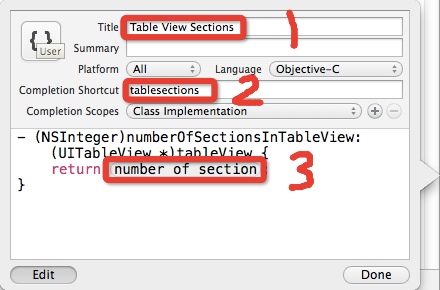 Title Table View Sections 1
{ }
User
Summary
Platform All Language Objective-C
Completion Shortcut tablesections 2
Completion Scopes Class Implementation
- (NSInteger)numberOfSectionsInTableView:
(UITableView *)tableView {
return number of section 3
}
Edit Done